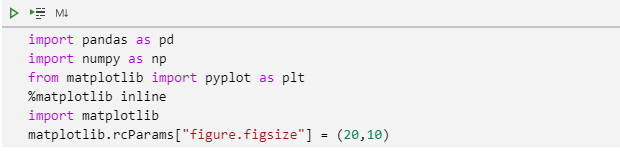 M↓
import pandas as pd
import numpy as np
from matplotlib import pyplot as plt
%matplotlib inline
import matplotlib
matplotlib.rcParams["figure.figsize"] = (20,10)